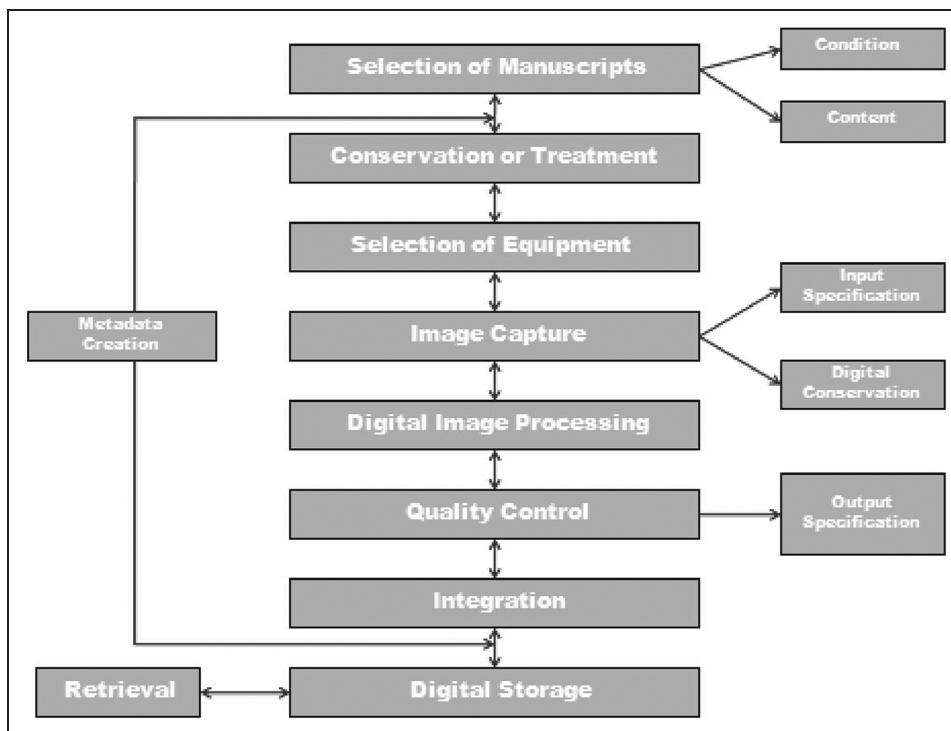 Selection of Manuscripts
Condition
Content
Conservation or Treatment
Selection of Equipment
Input
Specification
Metadata
Creation
Image Capture
Digital
Conservation
Digital Image Processing
Quality Control
Output
Specification
Integration
Retrieval
Digital Storage